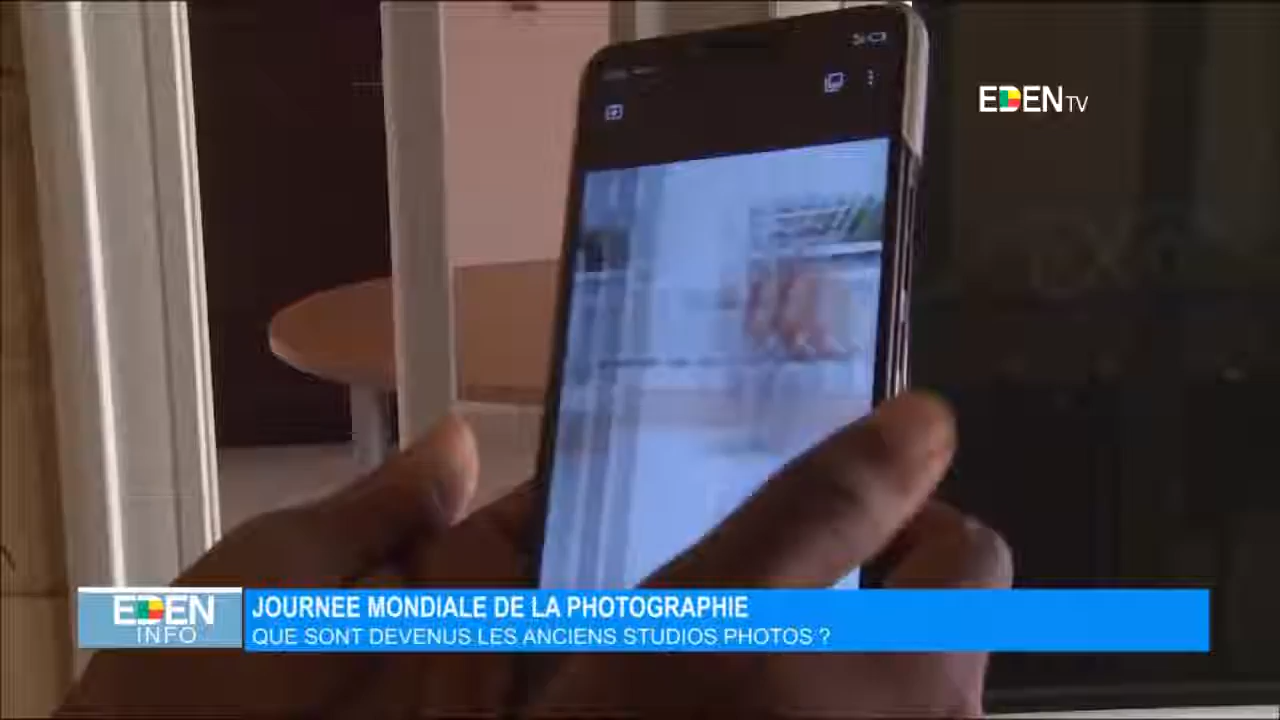 EDEN TV
EDEN INFO
JOURNEE MONDIALE DE LA PHOTOGRAPHIE
QUE SONT DEVENUS LES ANCIENS STUDIOS PHOTOS ?